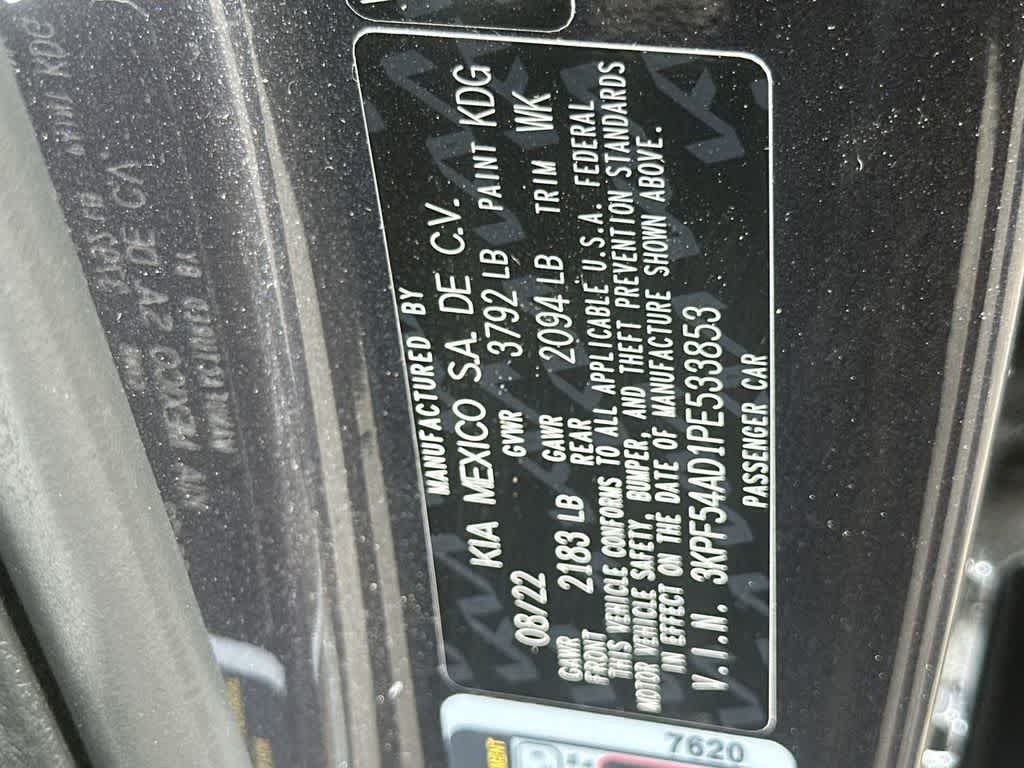 MANUFACTURED BY
KIA MEXICO S.A. DE C.V.
08/22 GVWR 3792 LB PAINT KDG
GAWR FRONT 2183 LB GAWR REAR 2094 LB TRIM WK
THIS VEHICLE CONFORMS TO ALL APPLICABLE U.S.A. FEDERAL
MOTOR VEHICLE SAFETY, BUMPER, AND THEFT PREVENTION STANDARDS
IN EFFECT ON THE DATE OF MANUFACTURE SHOWN ABOVE.
V.I.N. 3KPF54AD1PE533853
PASSENGER CAR
7620